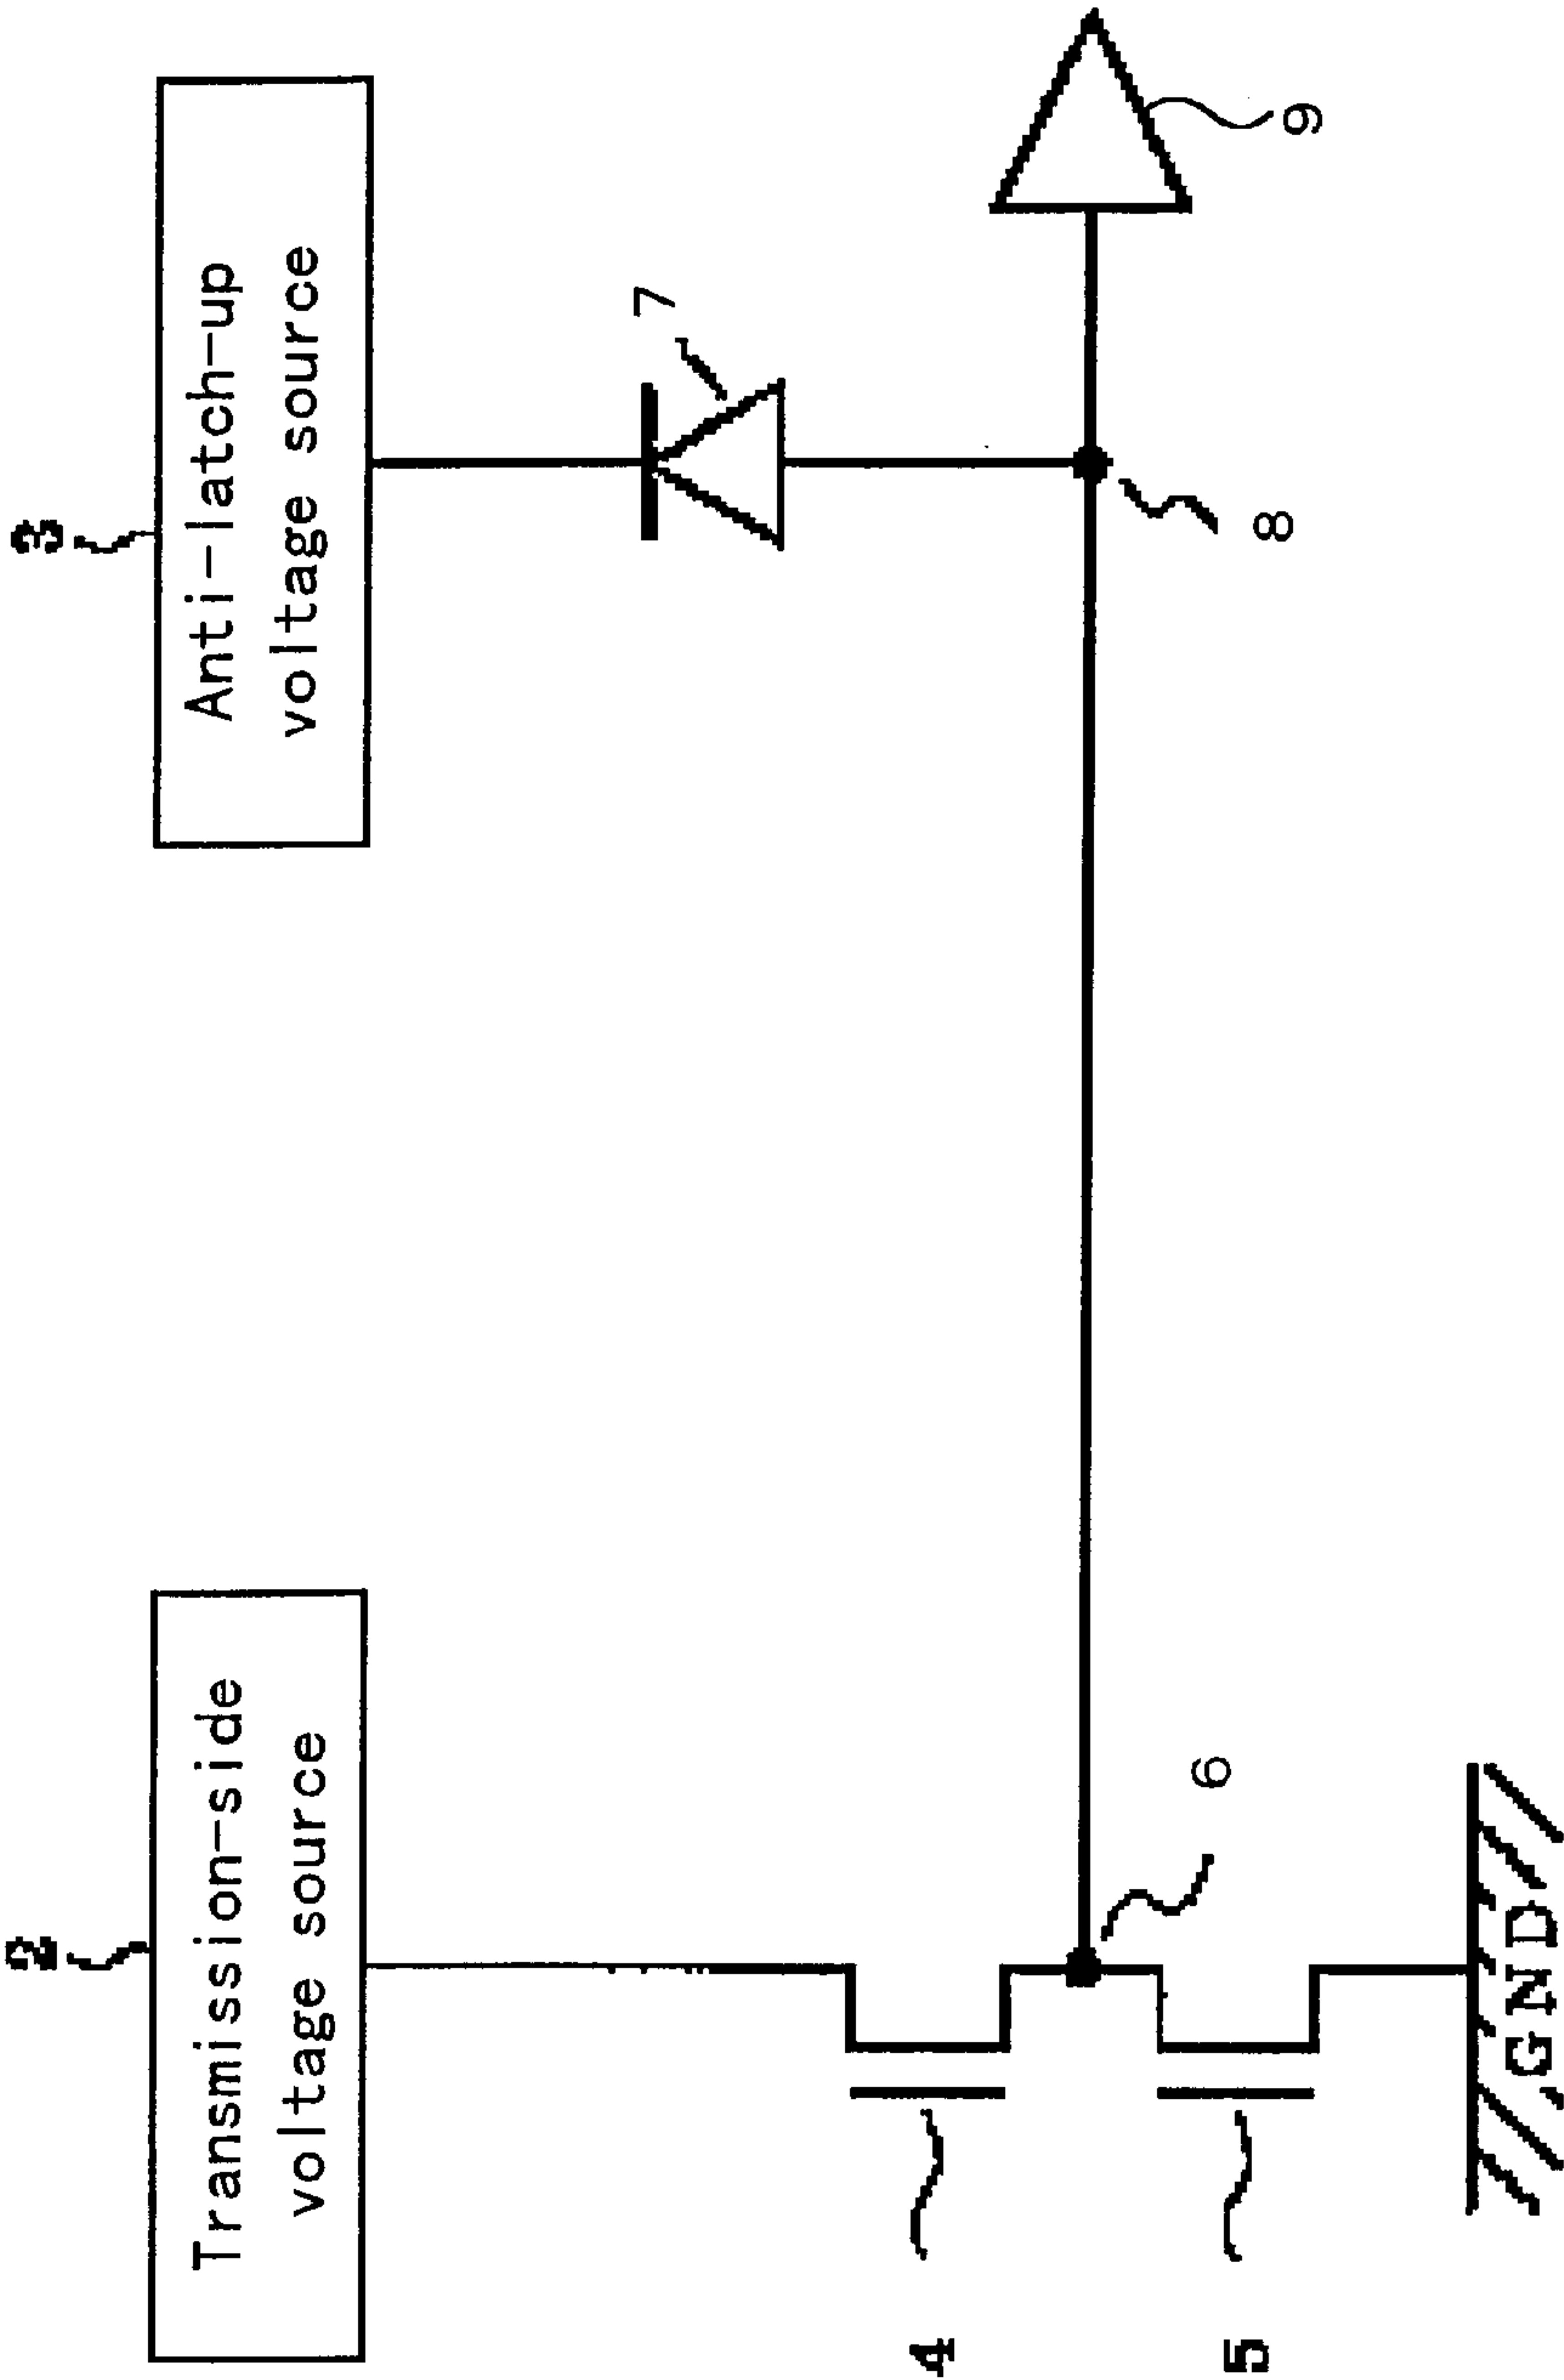 2
Transmission-side
voltage source
3
Anti-latch-up
voltage source
7
4
6
8
9
5
GND